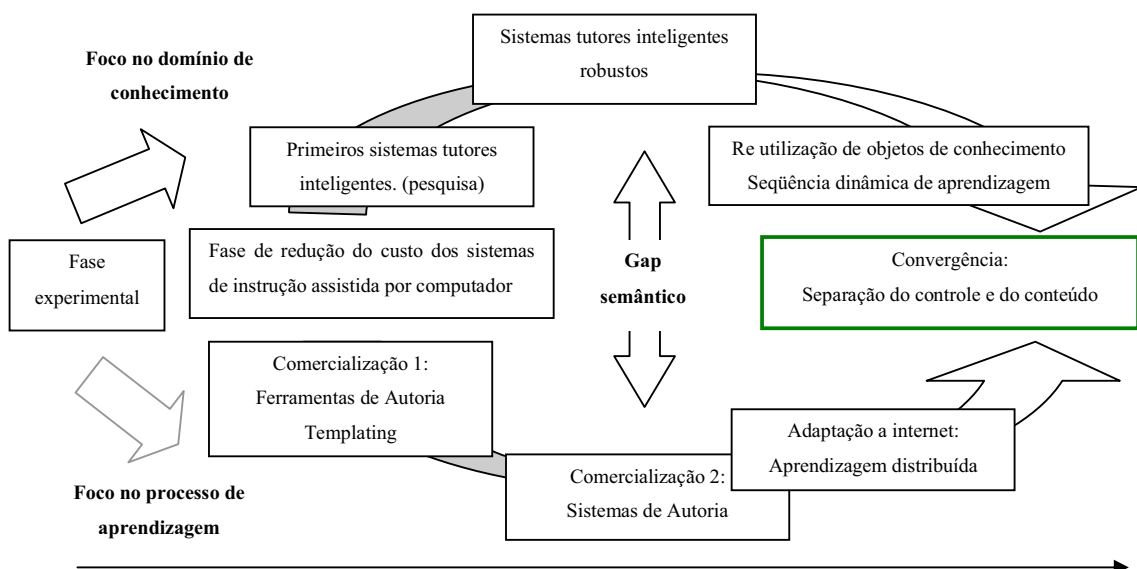 Sistemas tutores inteligentes
robustos
Foco no domínio de
conhecimento
Primeiros sistemas tutores
inteligentes. (pesquisa)
Re utilização de objetos de conhecimento
Seqüência dinâmica de aprendizagem
Fase
experimental
Fase de redução do custo dos sistemas
de instrução assistida por computador
Gap
semântico
Convergência:
Separação do controle e do conteúdo
Comercialização 1:
Ferramentas de Autoria
Templating
Adaptação a internet:
Aprendizagem distribuída
Comercialização 2:
Sistemas de Autoria
Foco no processo de
aprendizagem